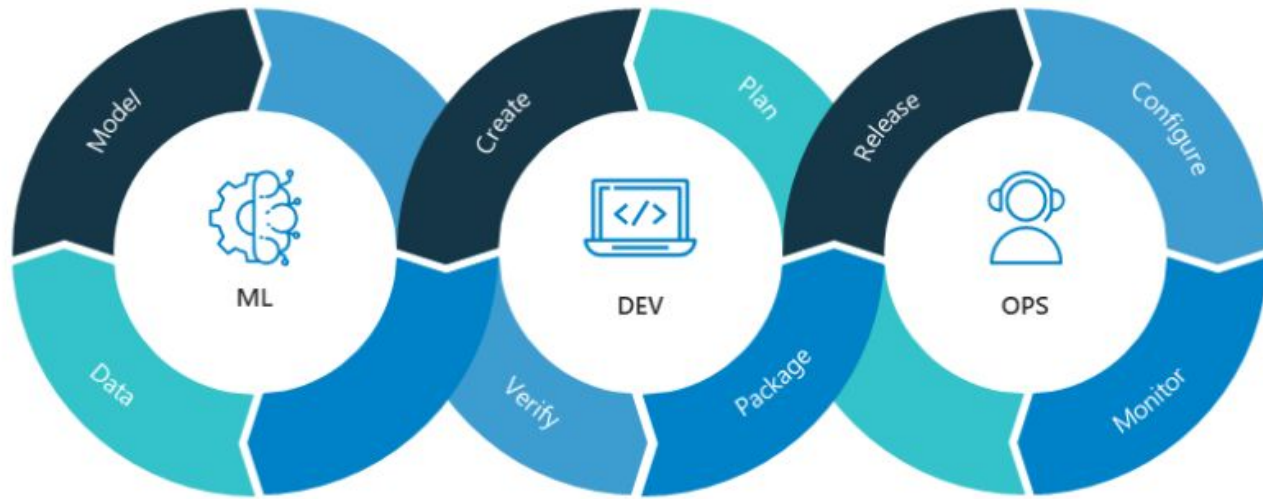 Model
Create
Plan
Release
Configure
</>
ML
DEV
OPS
Data
Verify
Package
Monitor